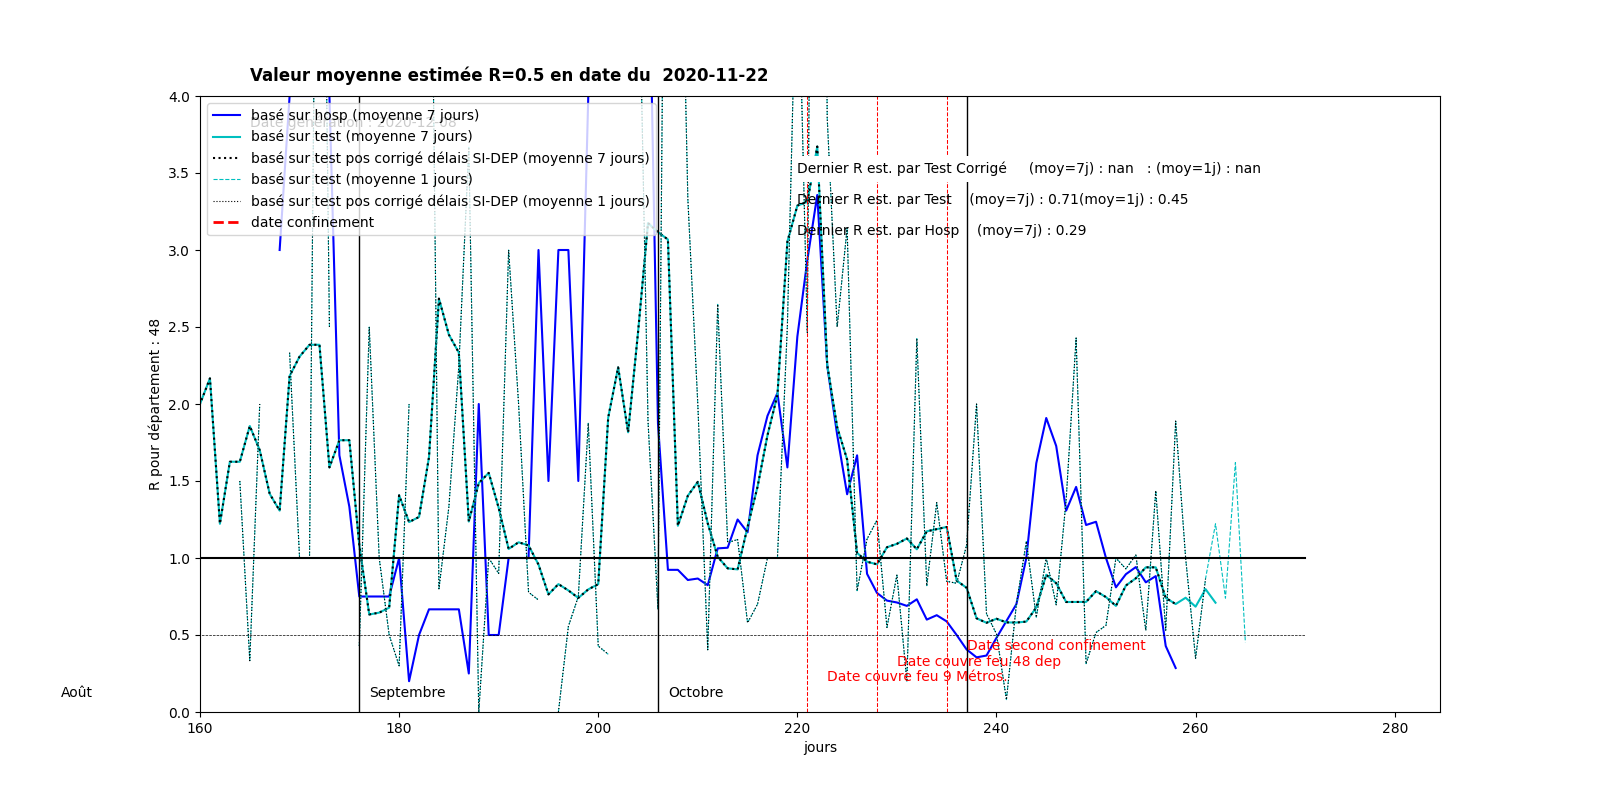 Valeur moyenne estimée R=0.5 en date du  2020-11-22
Date génération : 2020-12-08
basé sur hosp (moyenne 7 jours)
basé sur test (moyenne 7 jours)
basé sur test pos corrigé délais SI-DEP (moyenne 7 jours)
basé sur test (moyenne 1 jours)
basé sur test pos corrigé délais SI-DEP (moyenne 1 jours)
date confinement
Dernier R est. par Test Corrigé     (moy=7j) : nan   : (moy=1j) : nan
Dernier R est. par Test    (moy=7j) : 0.71(moy=1j) : 0.45
Dernier R est. par Hosp    (moy=7j) : 0.29
R pour département : 48
4.0
3.5
3.0
2.5
2.0
1.5
1.0
0.5
0.0
Date second confinement
Date couvre feu 48 dep
Date couvre feu 9 Métros
Août
Septembre
Octobre
160
180
200
220
240
260
280
jours